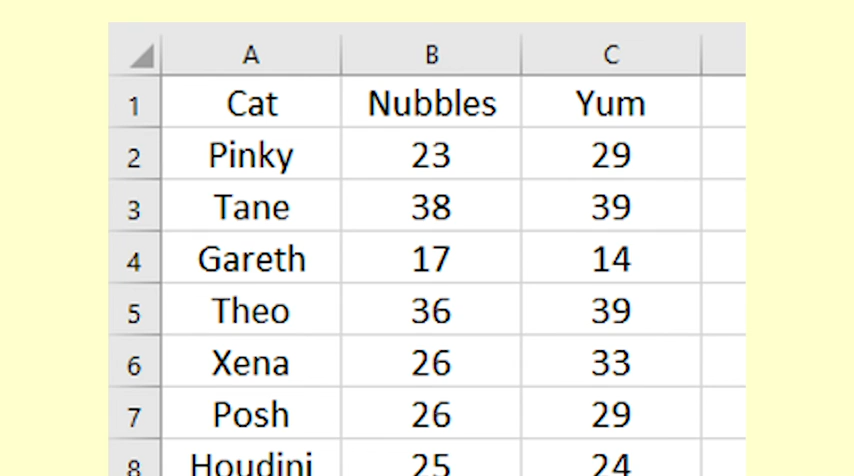 A B C
1 Cat Nubbles Yum
2 Pinky 23 29
3 Tane 38 39
4 Gareth 17 14
5 Theo 36 39
6 Xena 26 33
7 Posh 26 29
8 Houdini 25 24